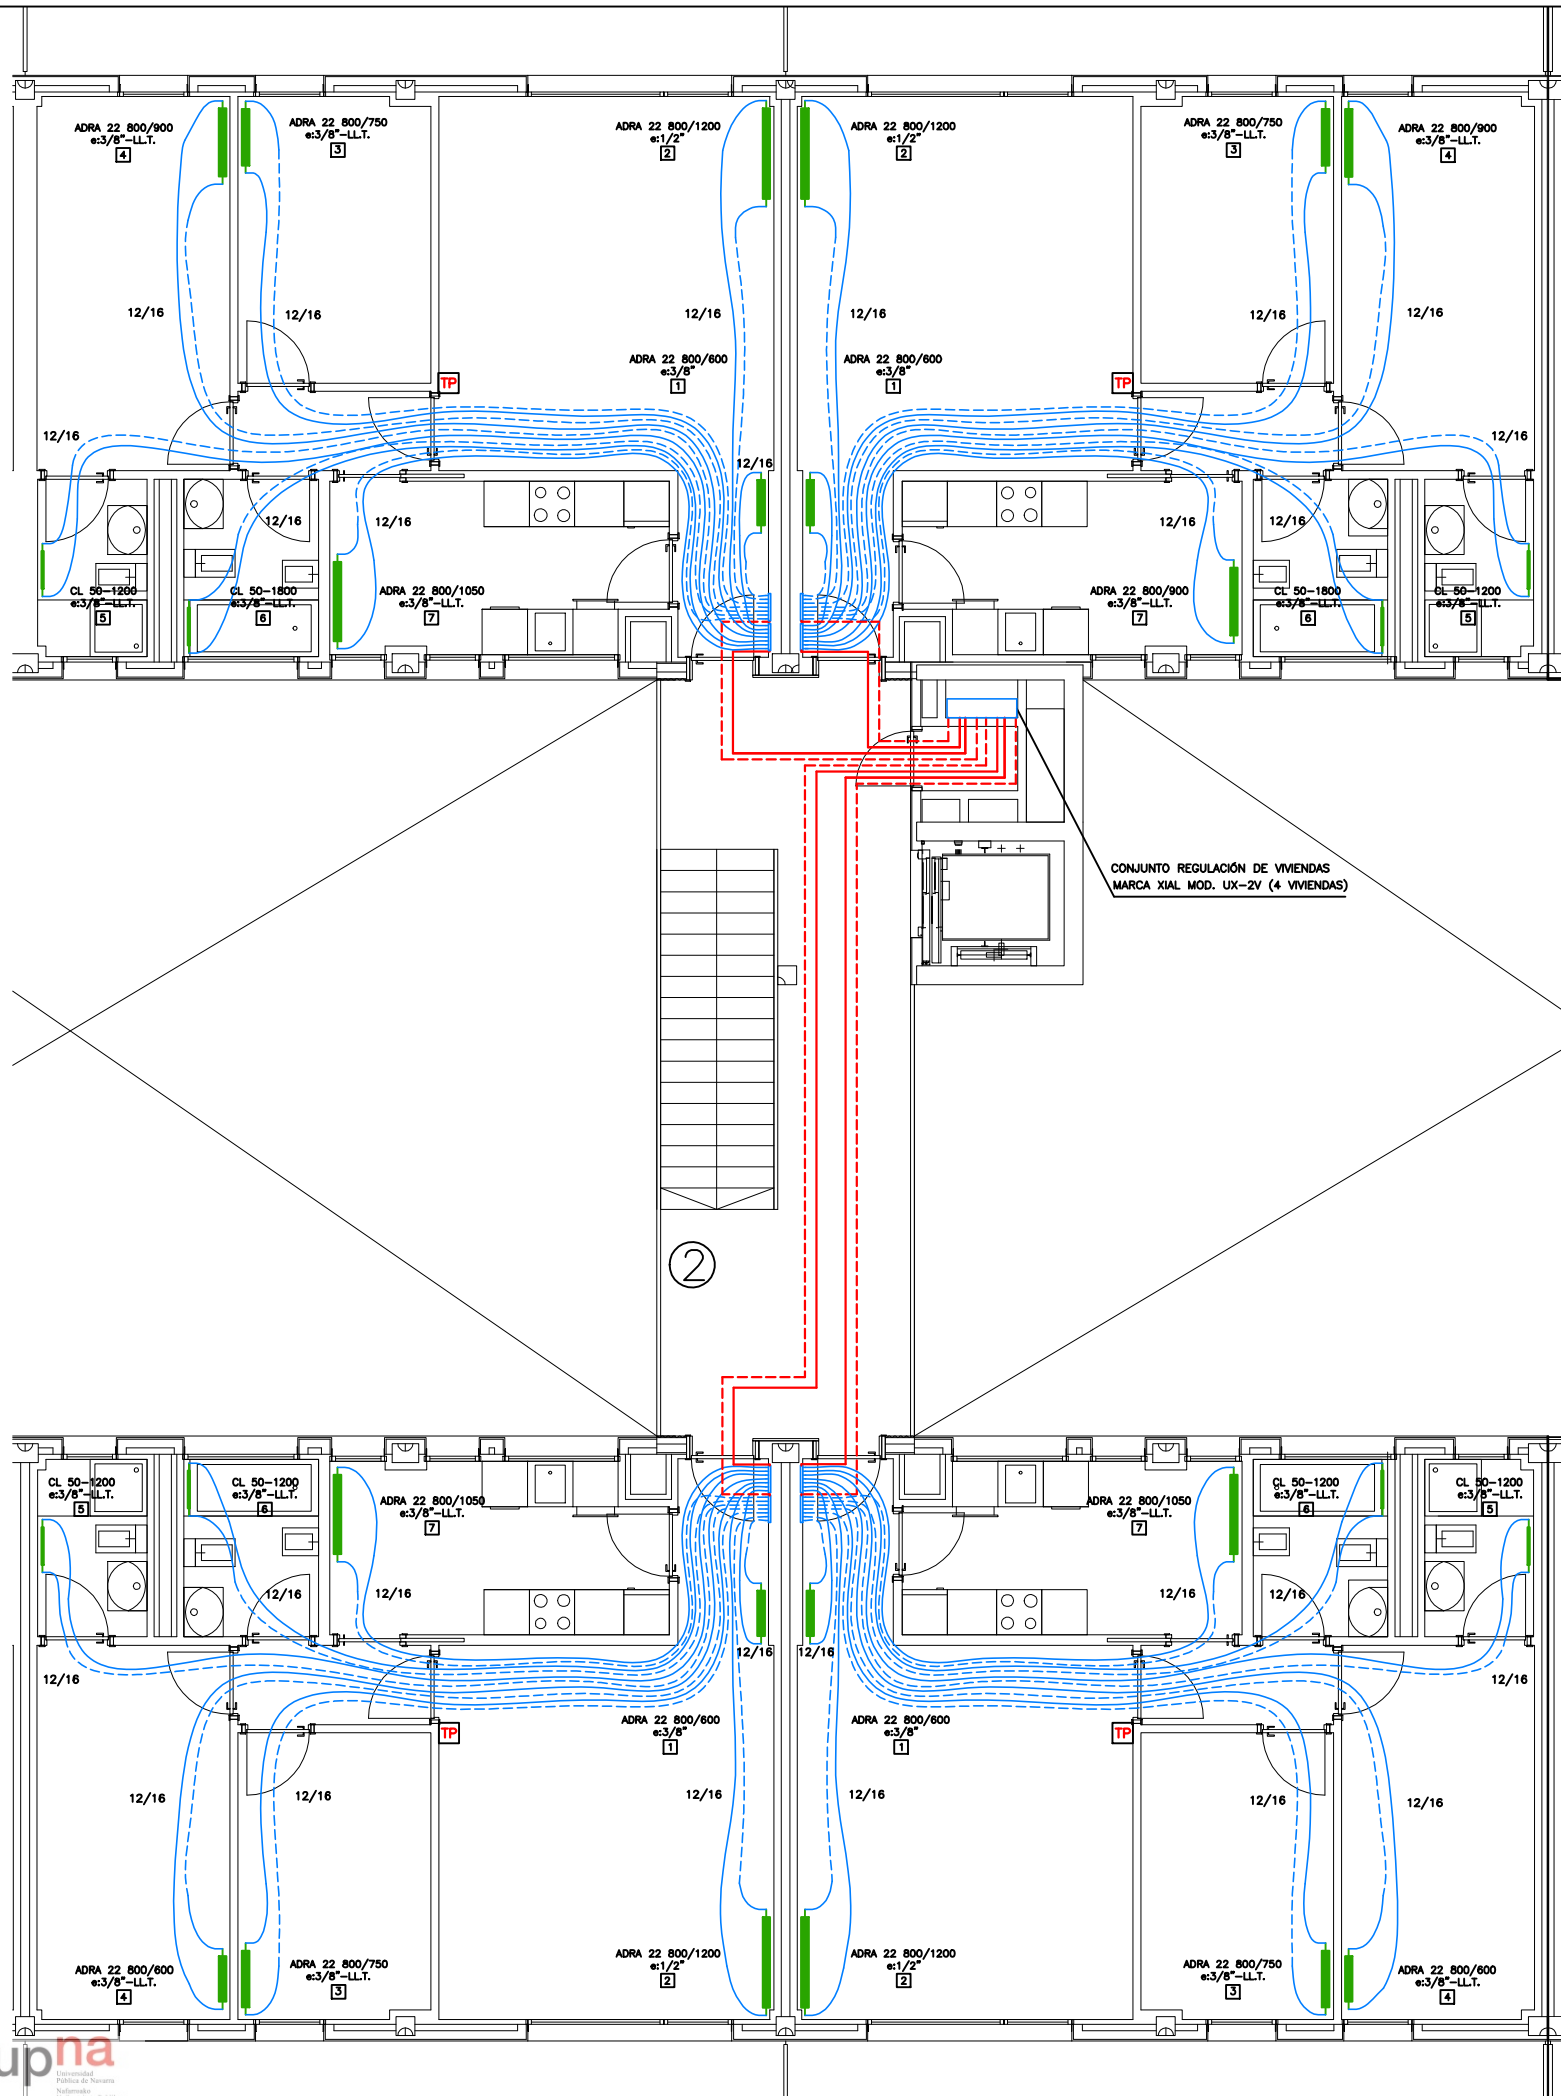 ADRA 22 800/900
e:3/8"-LL.T.
4
ADRA 22 800/750
e:3/8"-LL.T.
3
ADRA 22 800/1200
e:1/2"
2
ADRA 22 800/1200
e:1/2"
2
ADRA 22 800/750
e:3/8"-LL.T.
3
ADRA 22 800/900
e:3/8"-LL.T.
4
12/16
12/16
12/16
12/16
12/16
12/16
ADRA 22 800/600
e:3/8"
1
ADRA 22 800/600
e:3/8"
1
TP
TP
12/16
12/16
12/16
12/16
12/16
12/16
12/16
12/16
CL 50-1200
e:3/8"-LL.T.
5
CL 50-1800
e:3/8"-LL.T.
6
ADRA 22 800/1050
e:3/8"-LL.T.
7
ADRA 22 800/900
e:3/8"-LL.T.
7
CL 50-1800
e:3/8"-LL.T.
6
CL 50-1200
e:3/8"-LL.T.
5
CONJUNTO REGULACIÓN DE VIVIENDAS
MARCA XIAL MOD. UX-2V (4 VIVIENDAS)
2
CL 50-1200
e:3/8"-LL.T.
5
CL 50-1200
e:3/8"-LL.T.
6
ADRA 22 800/1050
e:3/8"-LL.T.
7
ADRA 22 800/1050
e:3/8"-LL.T.
7
CL 50-1200
e:3/8"-LL.T.
6
CL 50-1200
e:3/8"-LL.T.
5
12/16
12/16
12/16
12/16
12/16
12/16
12/16
12/16
ADRA 22 800/600
e:3/8"
1
ADRA 22 800/600
e:3/8"
1
TP
TP
12/16
12/16
12/16
12/16
12/16
12/16
ADRA 22 800/600
e:3/8"-LL.T.
4
ADRA 22 800/750
e:3/8"-LL.T.
3
ADRA 22 800/1200
e:1/2"
2
ADRA 22 800/1200
e:1/2"
2
ADRA 22 800/750
e:3/8"-LL.T.
3
ADRA 22 800/600
e:3/8"-LL.T.
4
upna
Universidad
Pública de Navarra
Nafarroako